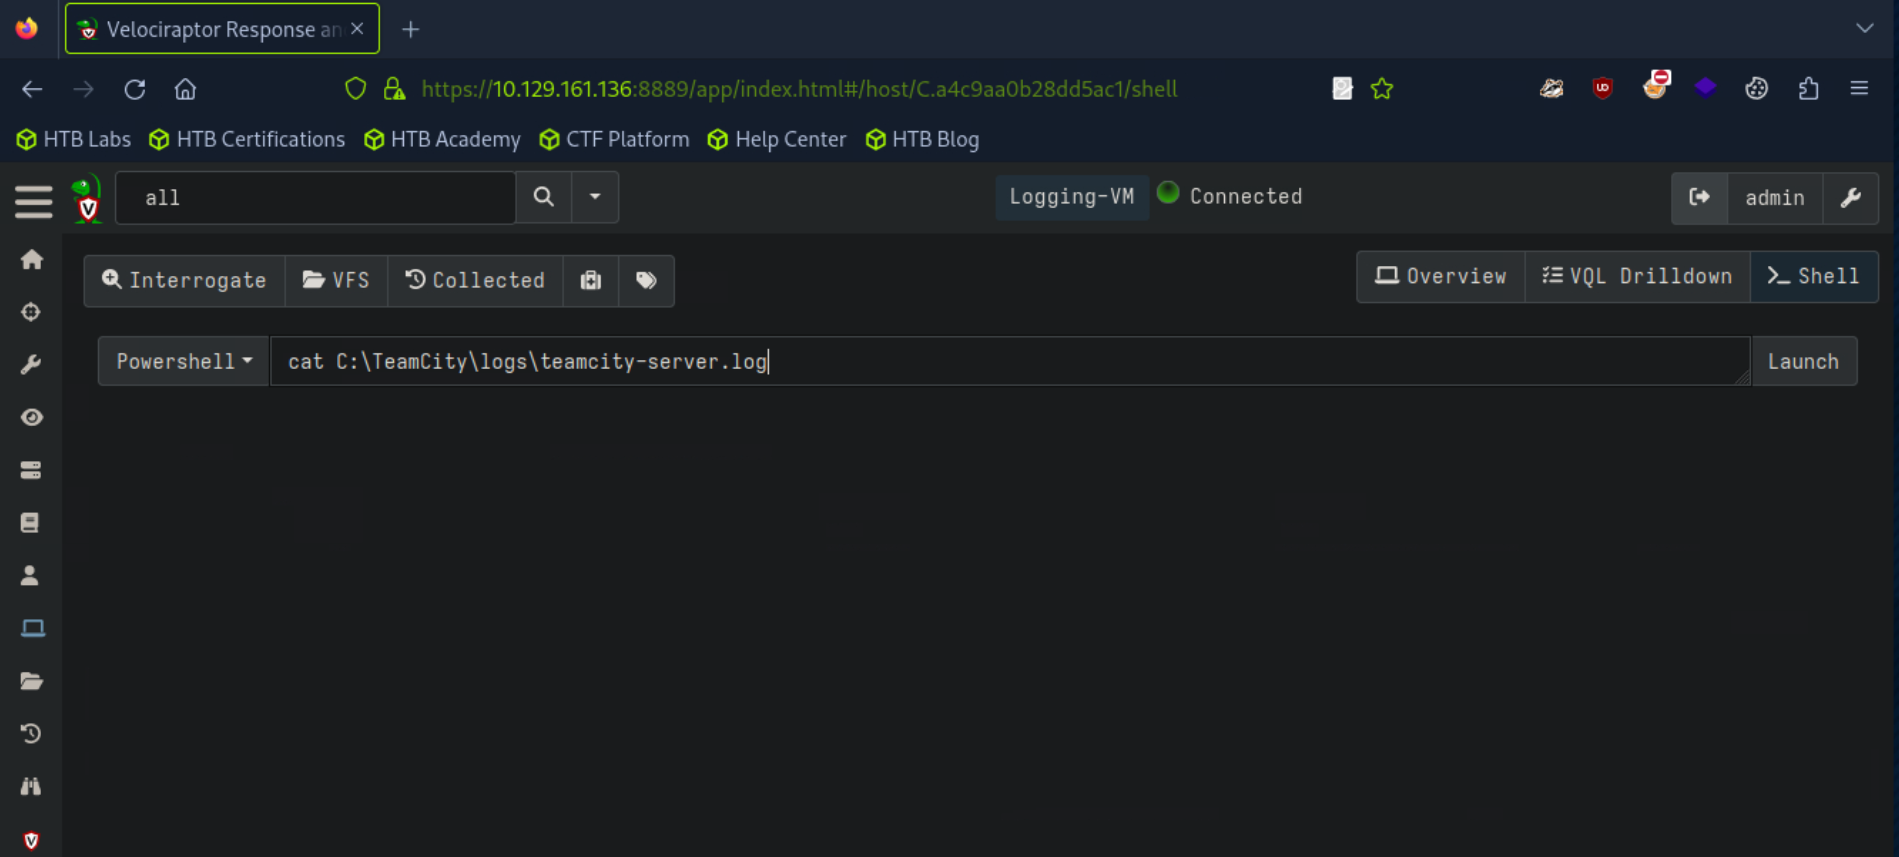 Velociraptor Response an
https://10.129.161.136:8889/app/index.html#/host/C.a4c9aa0b28dd5ac1/shell
HTB Labs HTB Certifications HTB Academy CTF Platform Help Center HTB Blog
all Logging-VM Connected admin
Interrogate VFS Collected Overview VQL Drilldown Shell
Powershell cat C:\TeamCity\logs\teamcity-server.log Launch